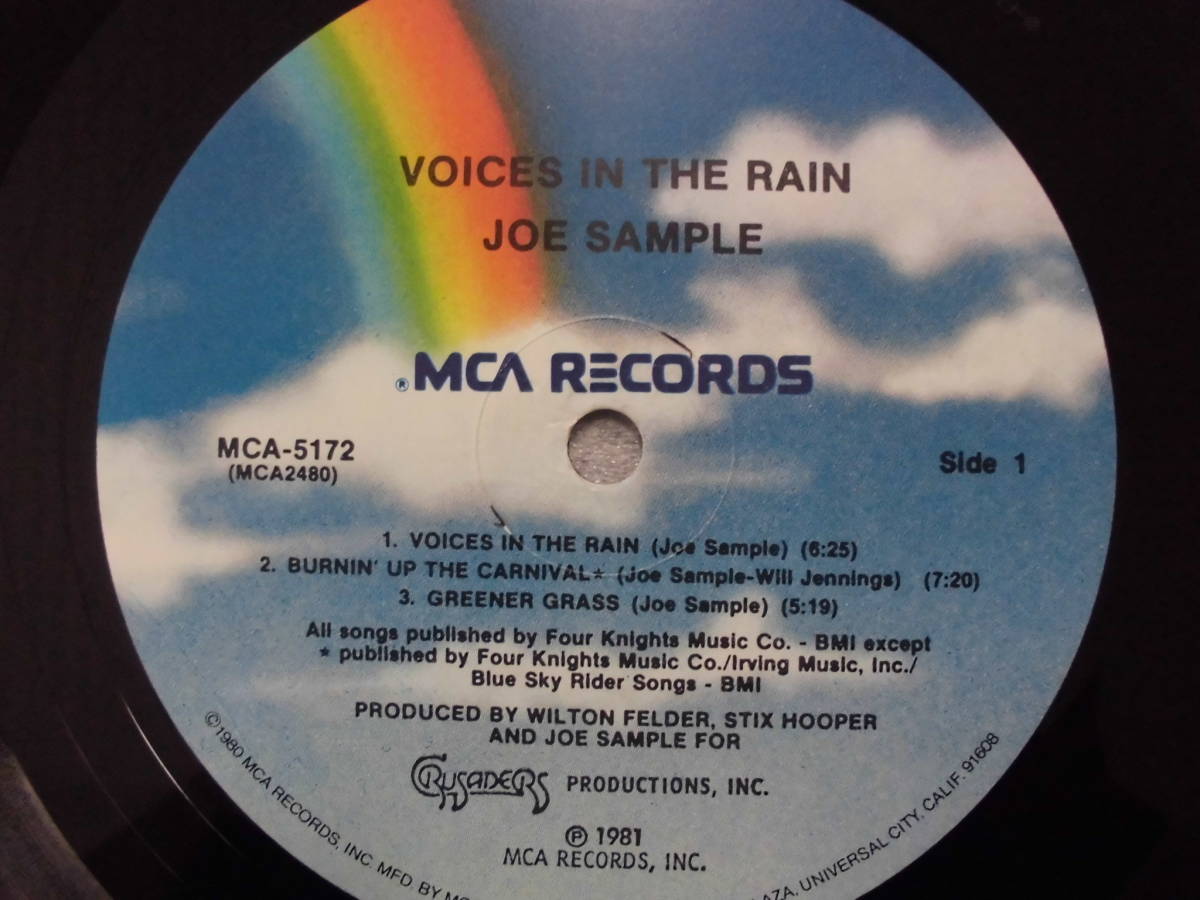 VOICES IN THE RAIN
JOE SAMPLE
® MCA RECORDS
MCA-5172
(MCA2480)
Side 1
1. VOICES IN THE RAIN (Joe Sample) (6:25)
2. BURNIN' UP THE CARNIVAL* (Joe Sample-Will Jennings) (7:20)
3. GREENER GRASS (Joe Sample) (5:19)
All songs published by Four Knights Music Co. - BMI except
* published by Four Knights Music Co./Irving Music, Inc./
Blue Sky Rider Songs - BMI
PRODUCED BY WILTON FELDER, STIX HOOPER
AND JOE SAMPLE FOR
CRUSADERS PRODUCTIONS, INC.
℗ 1981
MCA RECORDS, INC.
©1980 MCA RECORDS, INC. MFD. BY UNIVERSAL CITY, CALIF. 91608